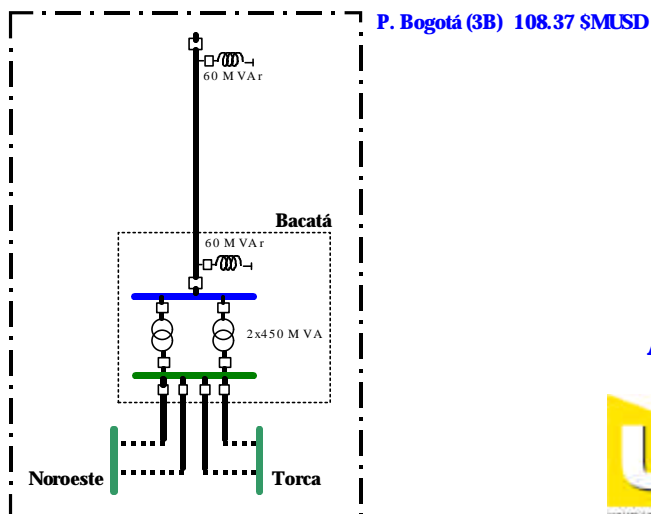 P. Bogotá (3B) 108.37 $MUSD
60 MVAr
Bacatá
60 MVAr
2x450 MVA
Noroeste
Torca